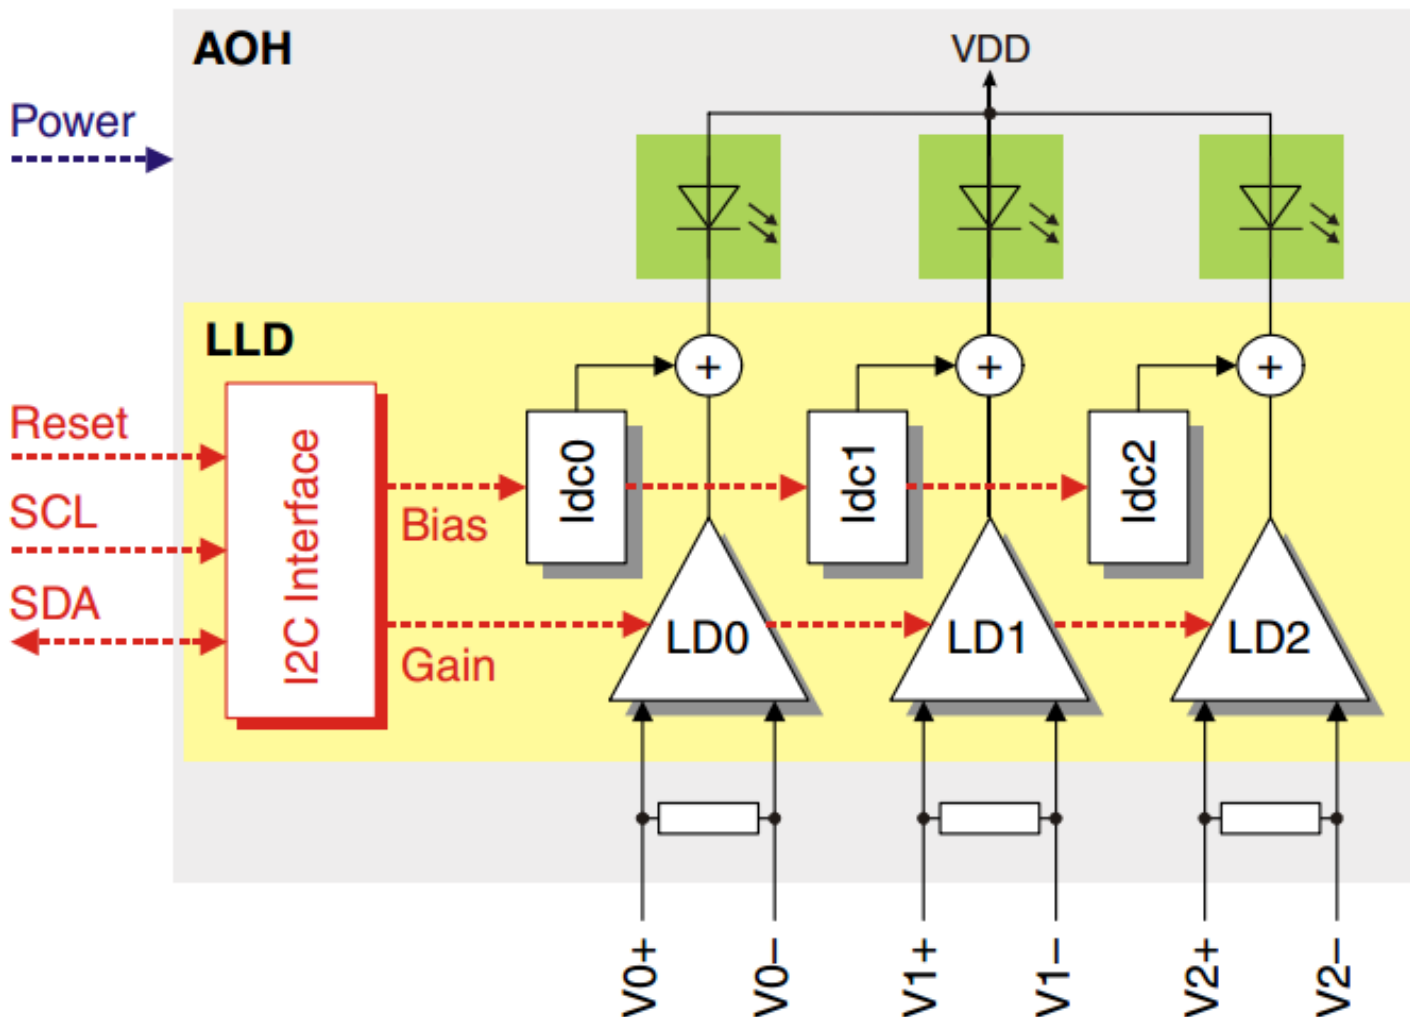 AOH
VDD
Power
LLD
+
+
+
Reset
SCL
SDA
I2C Interface
Bias
Gain
Idc0
Idc1
Idc2
LD0
LD1
LD2
V0+
V0–
V1+
V1–
V2+
V2–